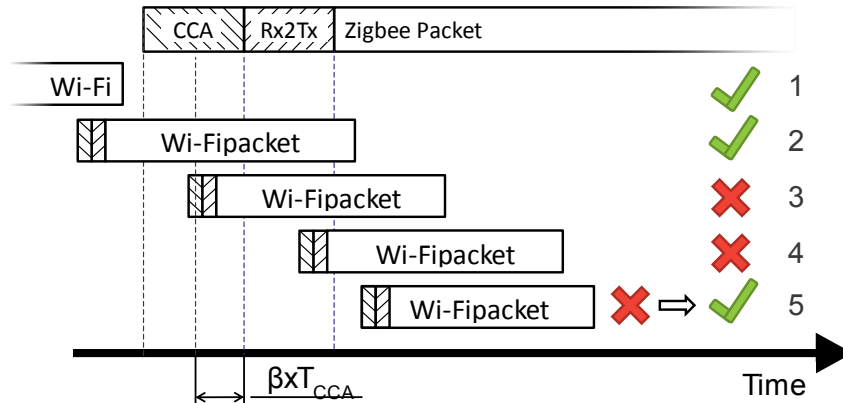 CCA Rx2Tx Zigbee Packet
Wi-Fi 1
Wi-Fipacket 2
Wi-Fipacket 3
Wi-Fipacket 4
Wi-Fipacket 5
βxT_CCA Time